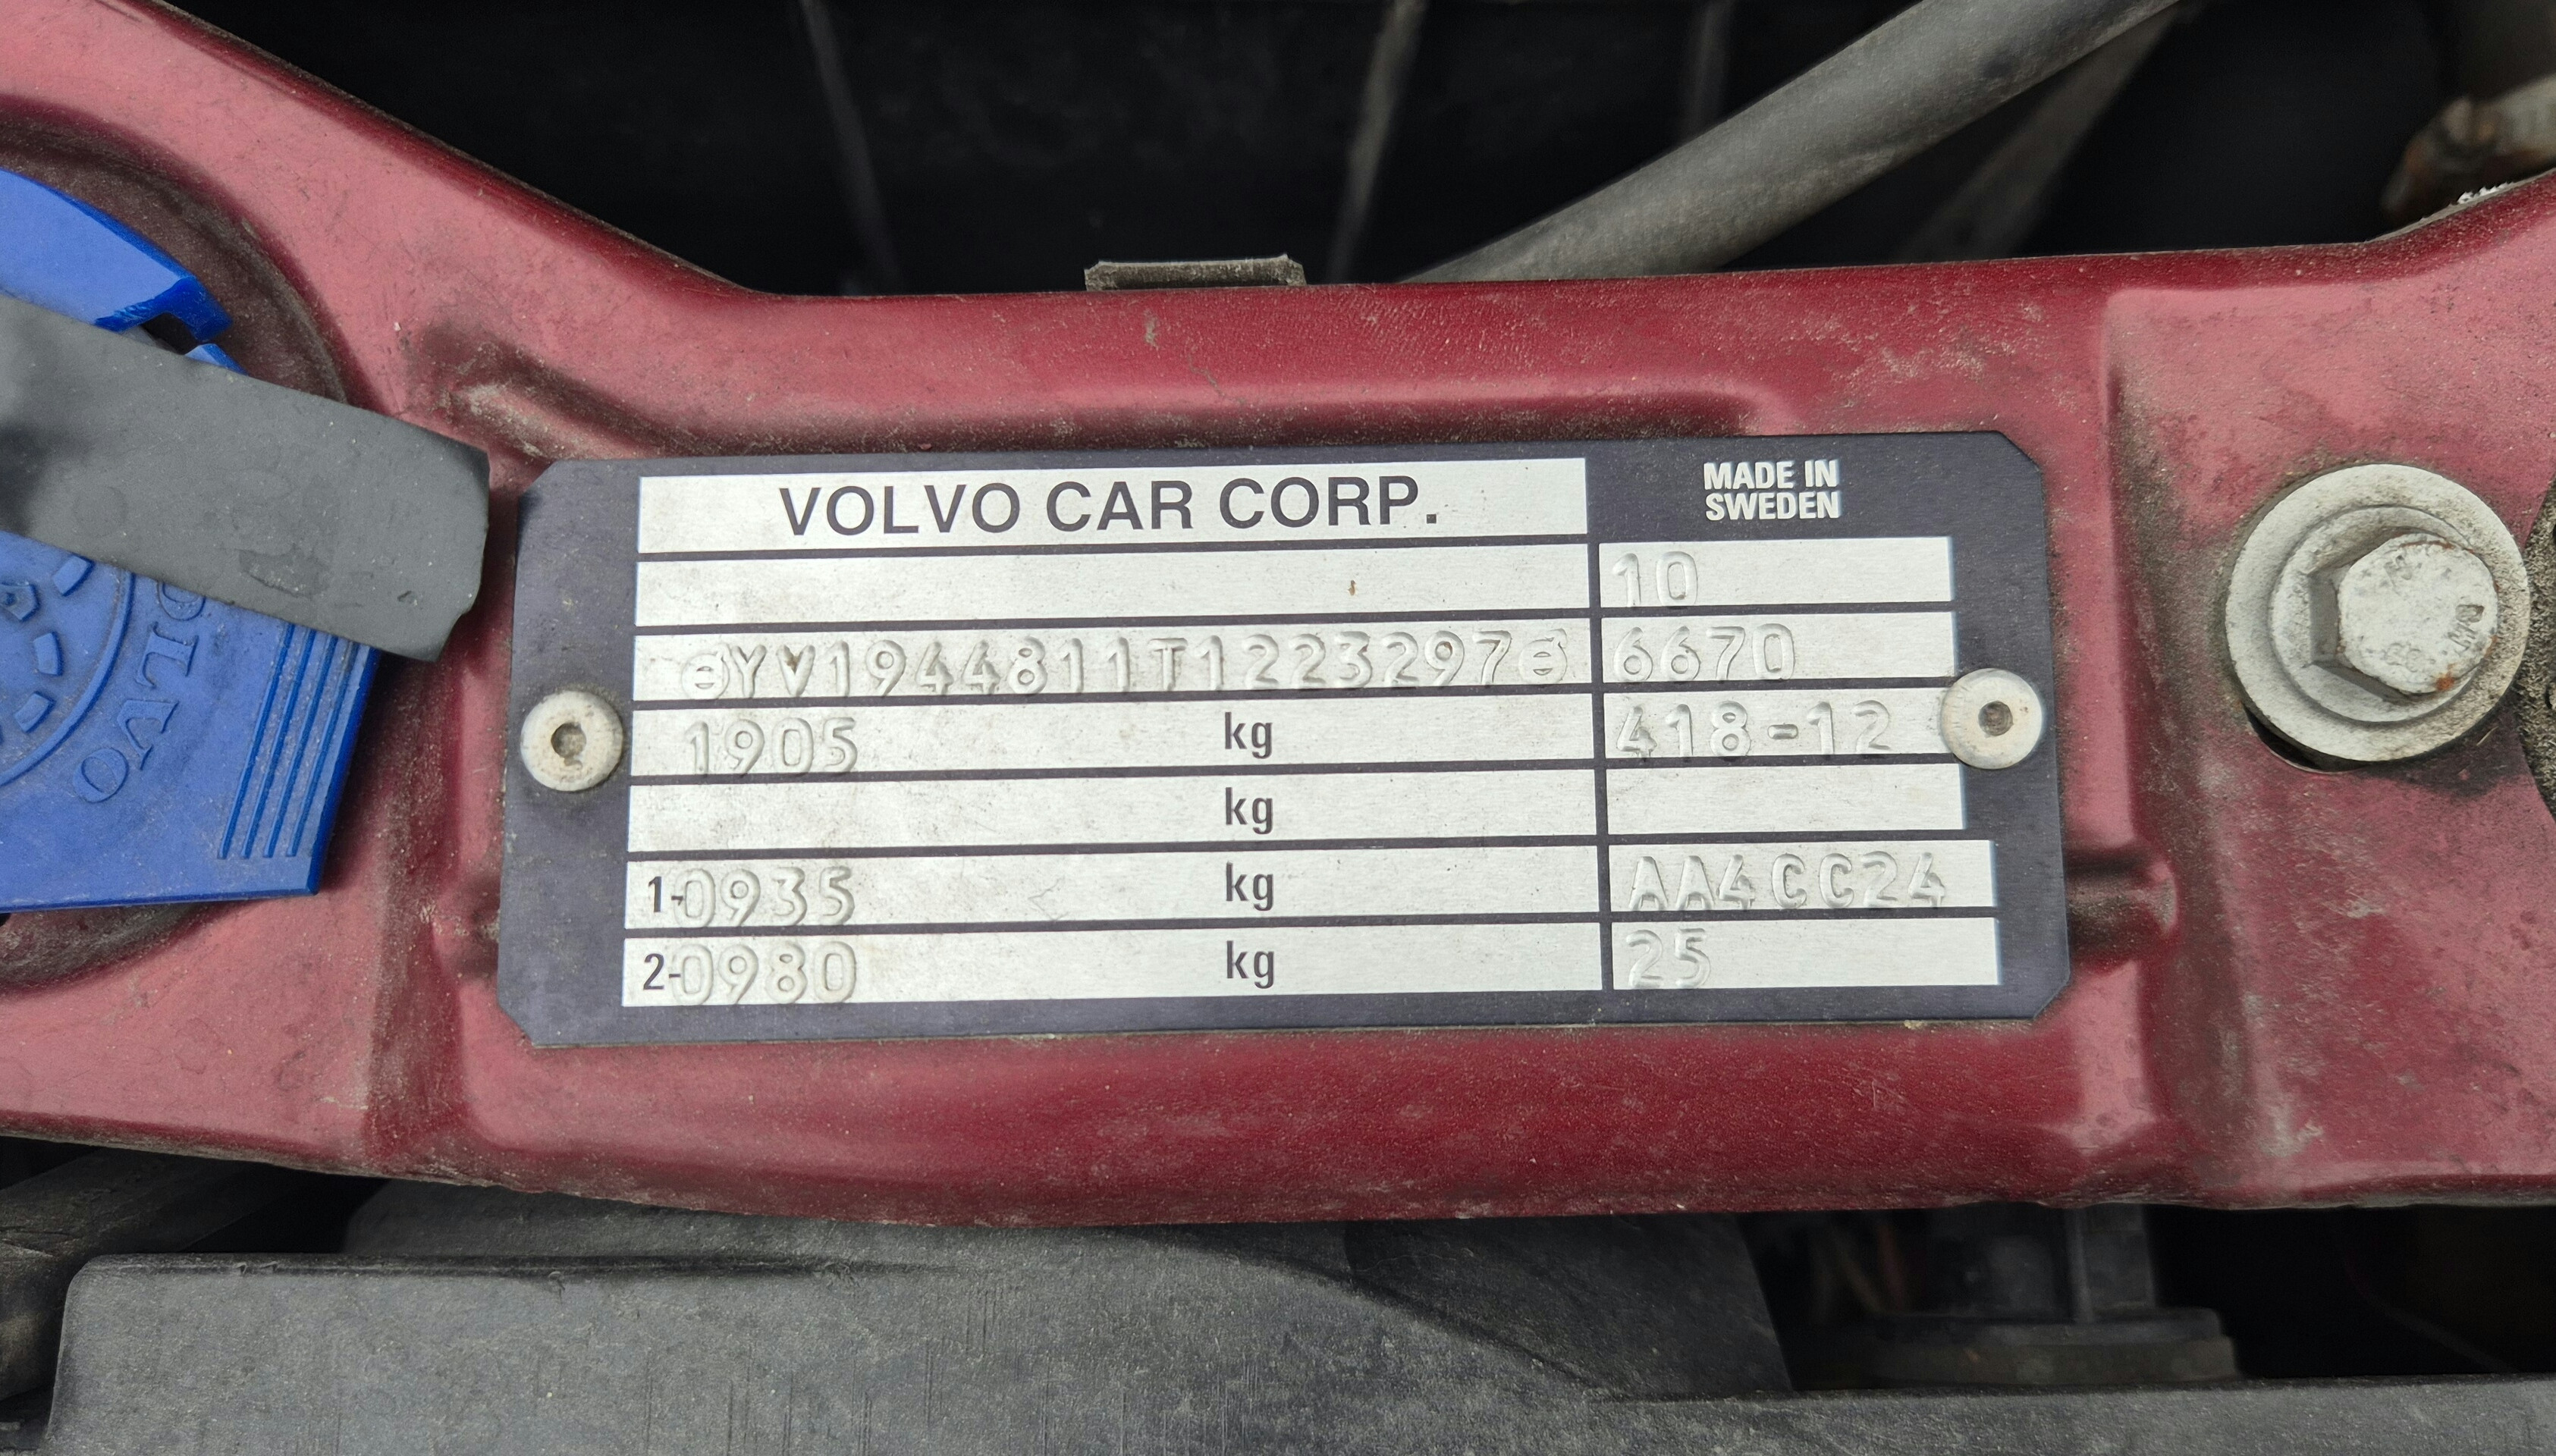 VOLVO CAR CORP.
MADE IN
SWEDEN
10
YV1944811T1223297
6670
1905 kg
418-12
kg
1-0935 kg
AA4CC24
2-0980 kg
25
VOLVO